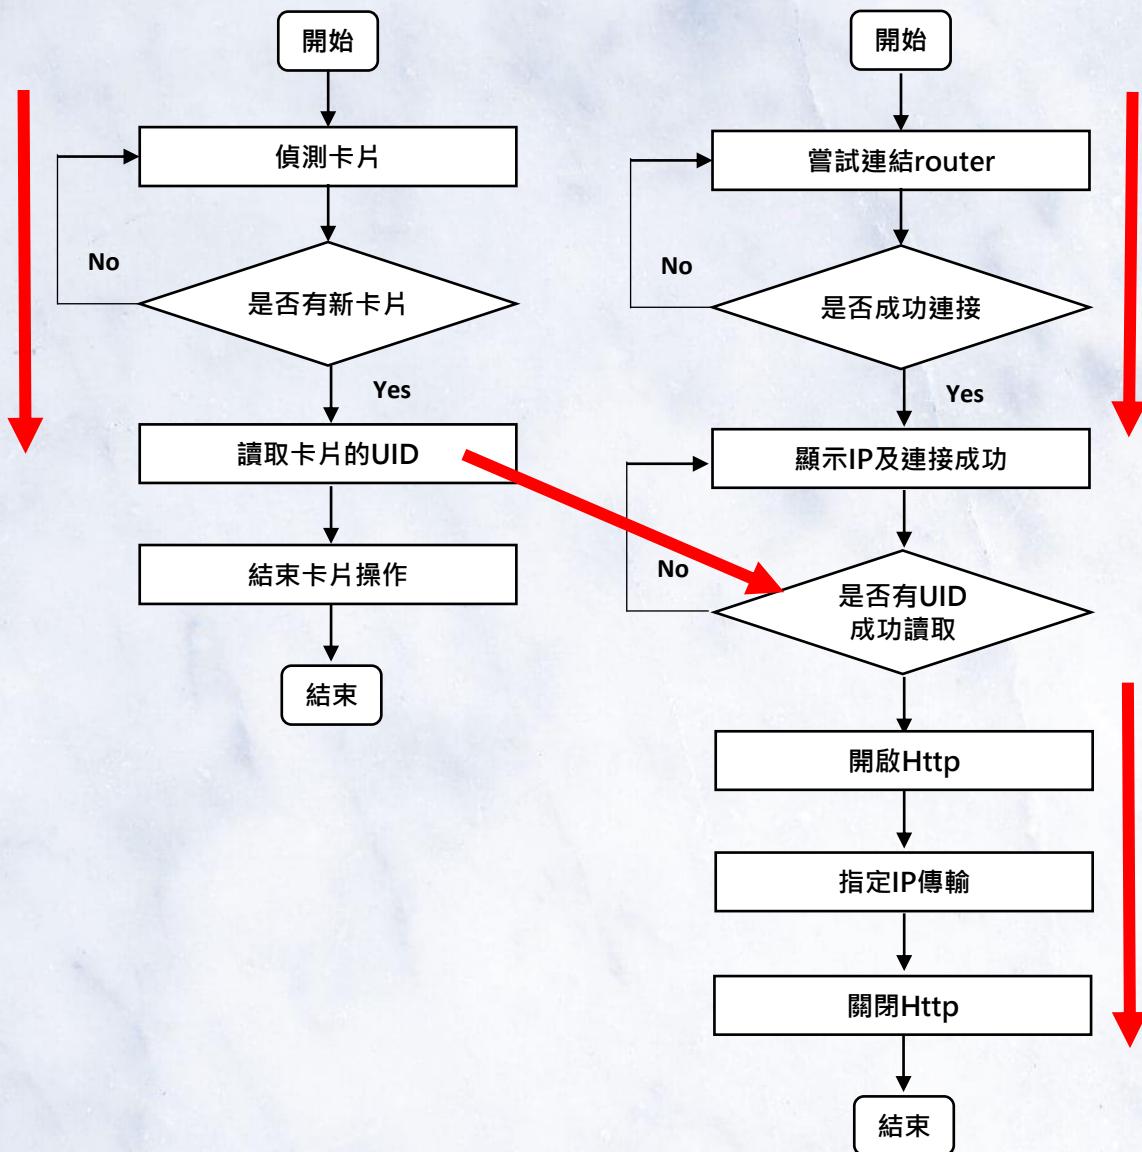 開始
偵測卡片
No
是否有新卡片
Yes
讀取卡片的UID
結束卡片操作
結束
開始
嘗試連結router
No
是否成功連接
Yes
顯示IP及連接成功
No
是否有UID
成功讀取
開啟Http
指定IP傳輸
關閉Http
結束